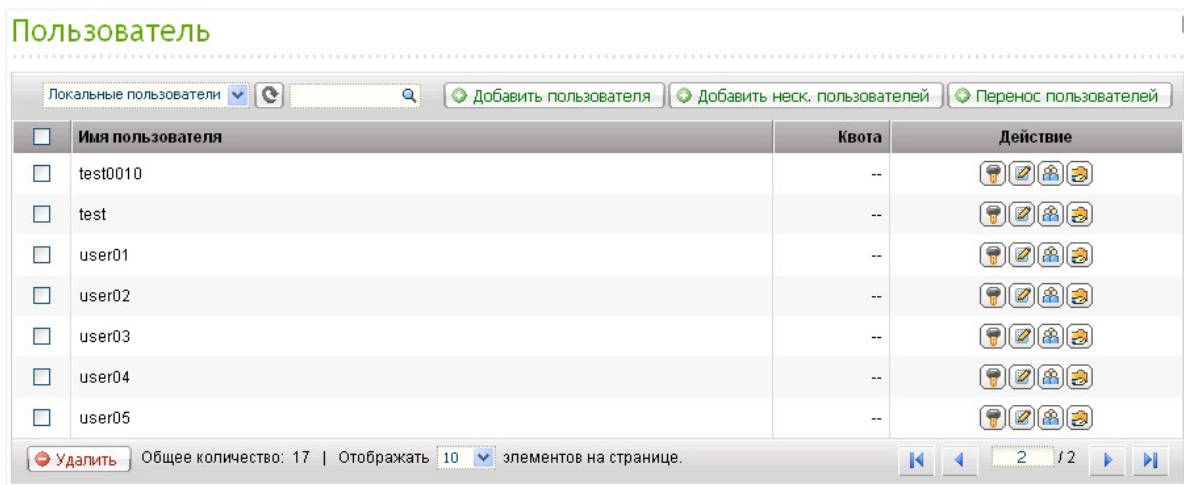 Пользователь
Локальные пользователи Добавить пользователя Добавить неск. пользователей Перенос пользователей
Имя пользователя Квота Действие
test0010 --
test --
user01 --
user02 --
user03 --
user04 --
user05 --
Удалить Общее количество: 17 | Отображать 10 элементов на странице. 2 / 2